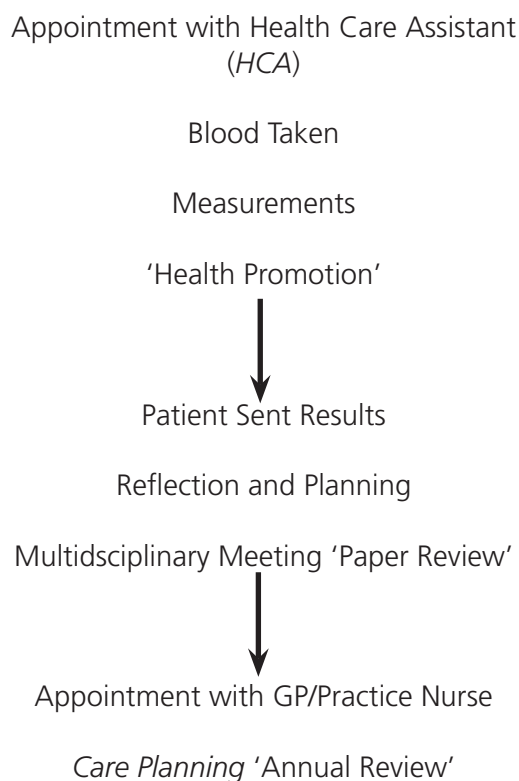 Appointment with Health Care Assistant
(HCA)
Blood Taken
Measurements
‘Health Promotion’
Patient Sent Results
Reflection and Planning
Multidsciplinary Meeting ‘Paper Review’
Appointment with GP/Practice Nurse
Care Planning ‘Annual Review’